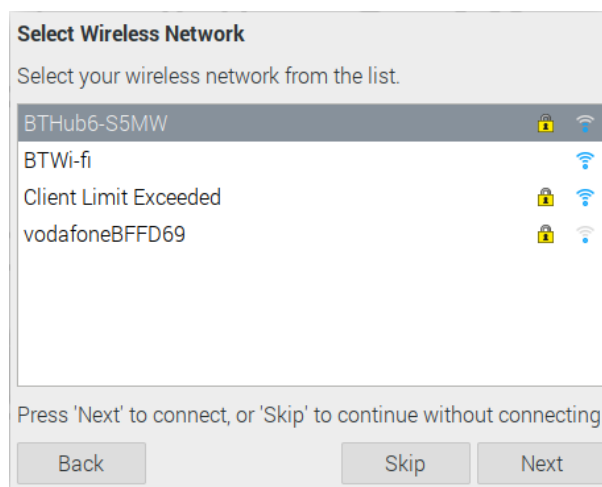 Select Wireless Network
Select your wireless network from the list.
BTHub6-S5MW
BTWi-fi
Client Limit Exceeded
vodafoneBFFD69
Press 'Next' to connect, or 'Skip' to continue without connecting
Back Skip Next